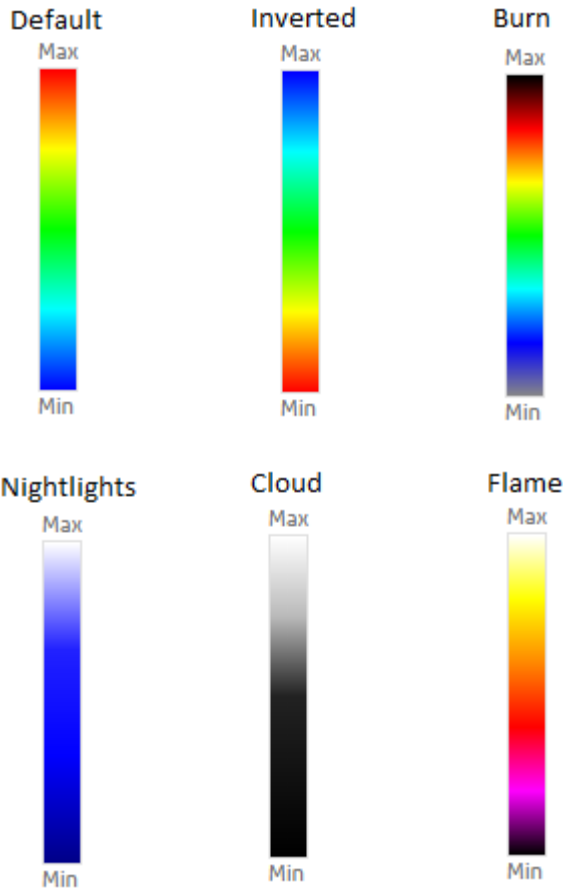 Default
Max
Min
Inverted
Max
Min
Burn
Max
Min
Nightlights
Max
Min
Cloud
Max
Min
Flame
Max
Min